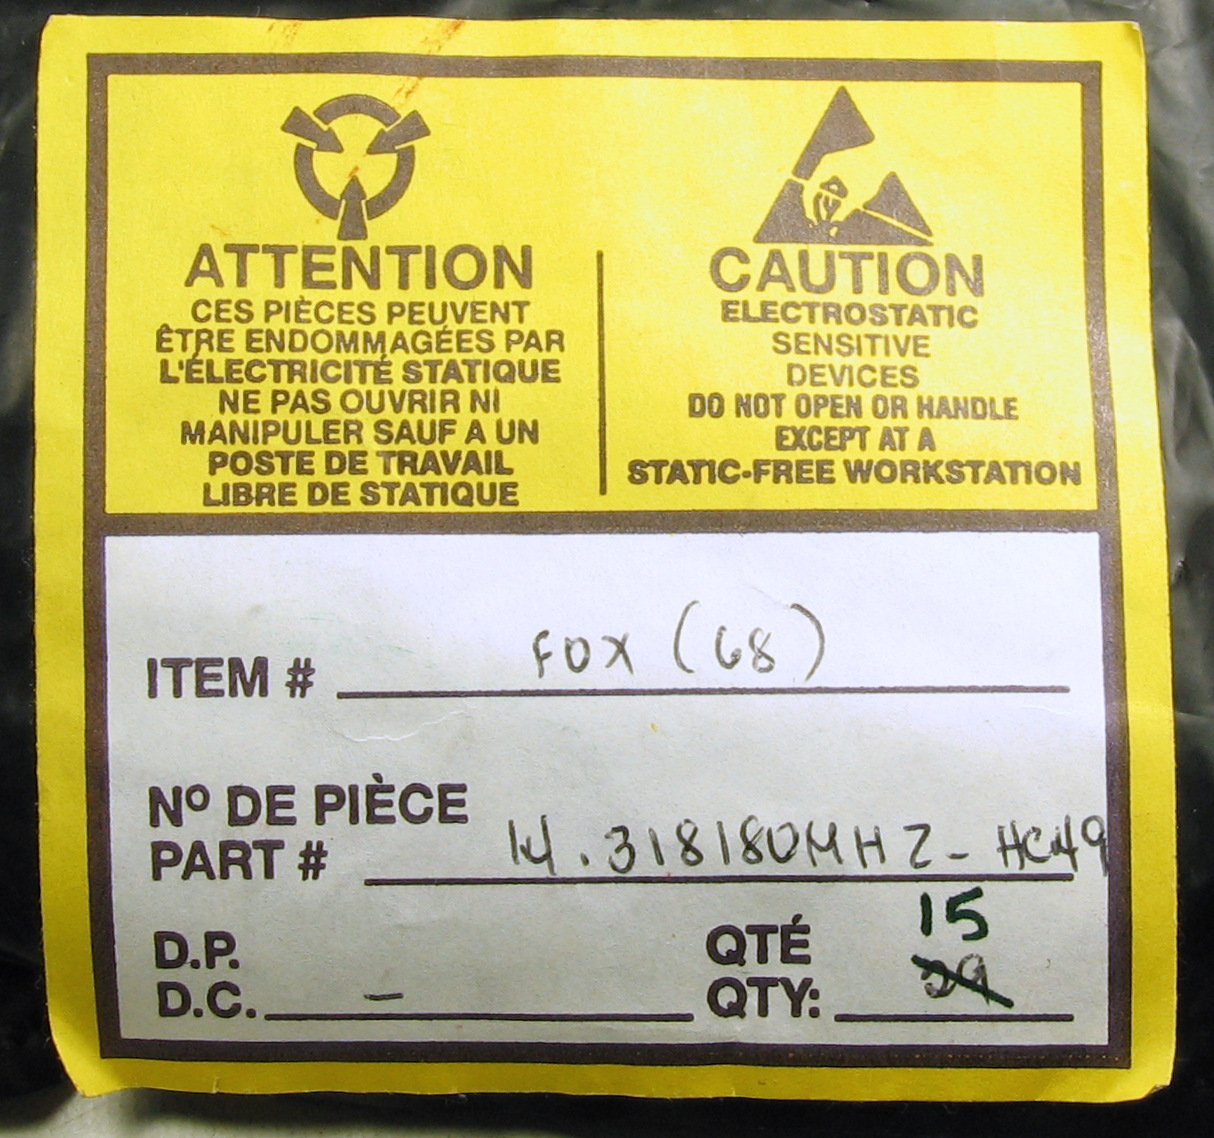 ATTENTION
CES PIÈCES PEUVENT
ÊTRE ENDOMMAGÉES PAR
L'ÉLECTRICITÉ STATIQUE
NE PAS OUVRIR NI
MANIPULER SAUF A UN
POSTE DE TRAVAIL
LIBRE DE STATIQUE
CAUTION
ELECTROSTATIC
SENSITIVE
DEVICES
DO NOT OPEN OR HANDLE
EXCEPT AT A
STATIC-FREE WORKSTATION
ITEM # FOX (68)
Nº DE PIÈCE
PART # 14.318180MHZ - HC49
D.P.
D.C. –
QTÉ 15
QTY: 29